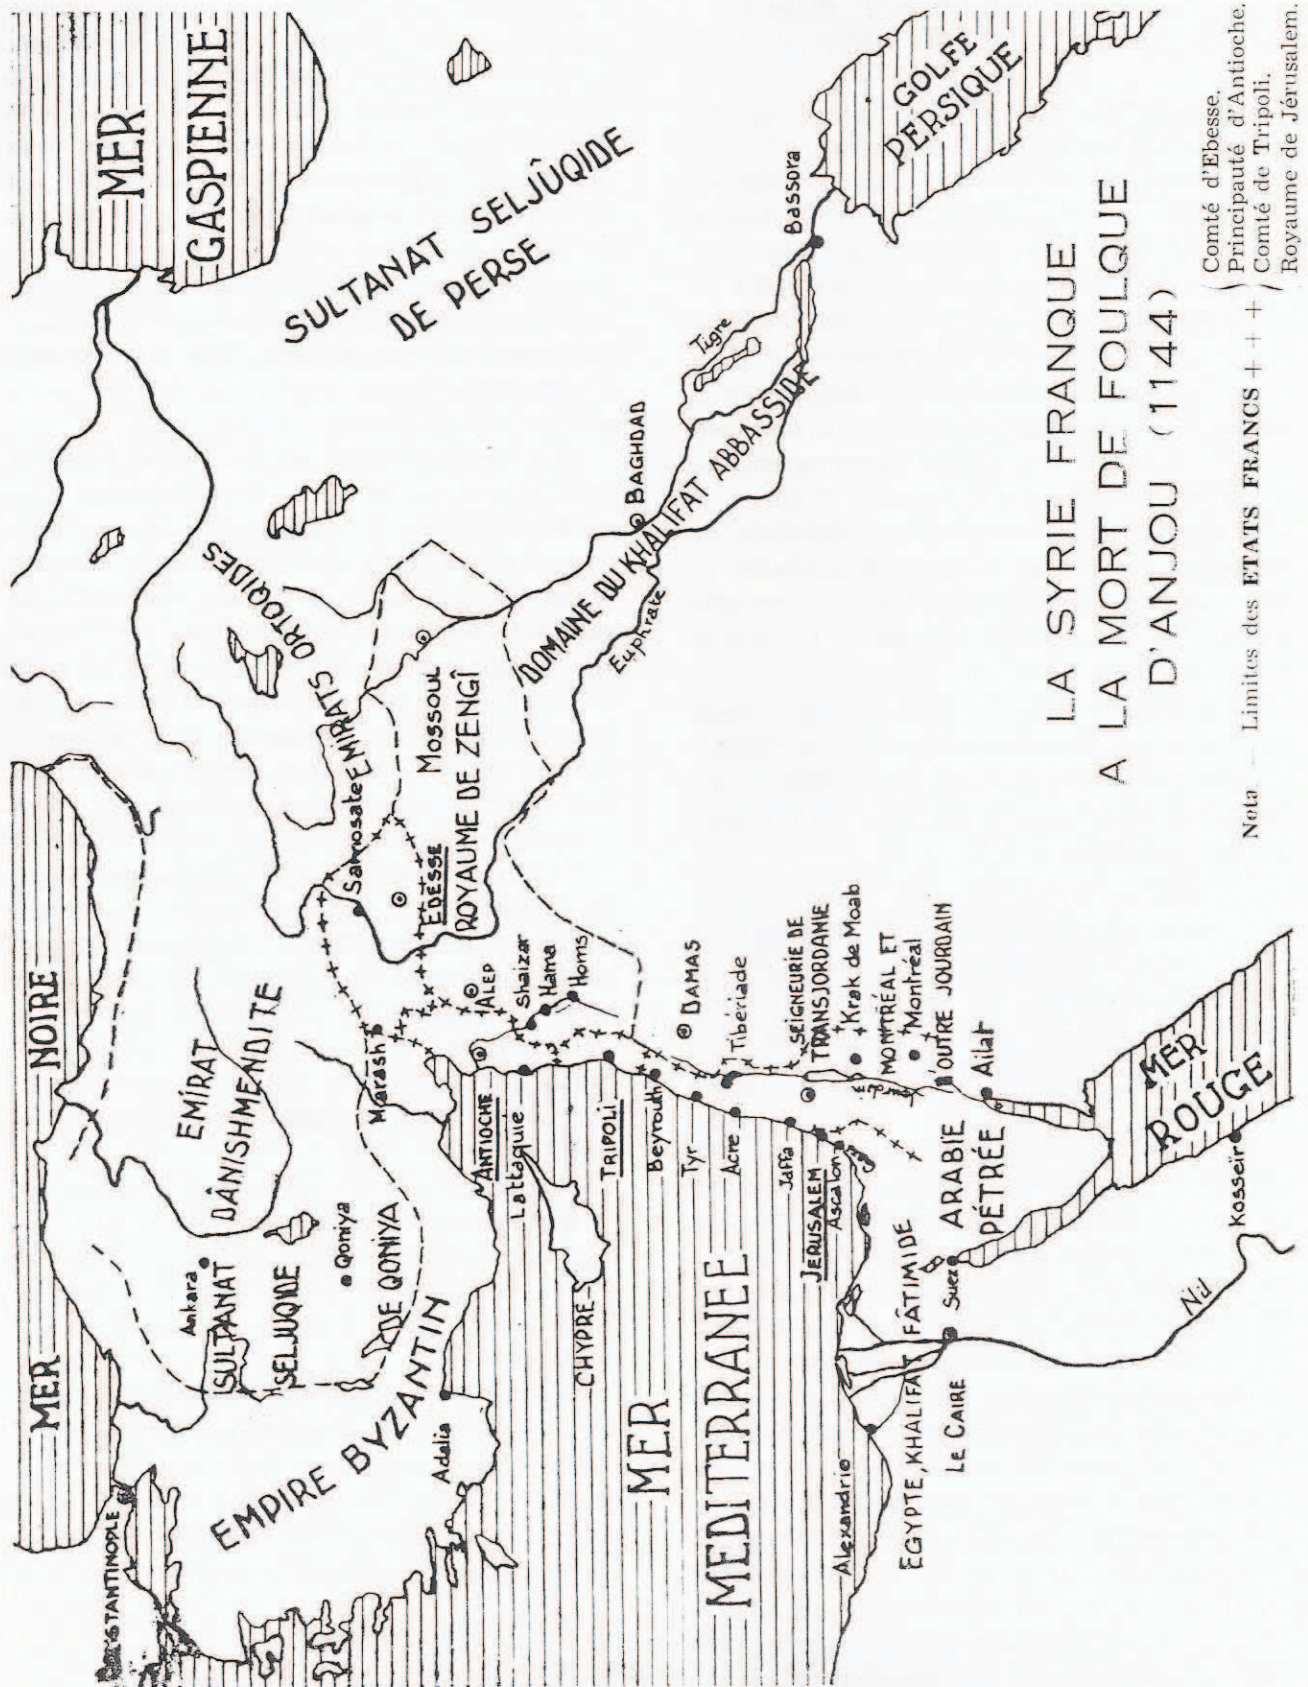 MER NOIRE
MER
GASPIENNE
STANTINOPLE
EMPIRE BYZANTIN
Adalia
Ankara
SULTANAT
SELJUQIDE
DE QONIYA
Qoniya
EMÎRAT
DÂNISHMENDITE
Marash
Samosate
EMIRATS ORTOQIDES
EDESSE
Mossoul
ROYAUME DE ZENGÎ
SULTANAT SELJÛQIDE
DE PERSE
ANTIOCHE
Lattaquie
ALEP
Shaizar
Hama
Homs
CHYPRE
TRIPOLI
Beyrouth
Tyr
Acre
DAMAS
Tibériade
Jaffa
JERUSALEM
Ascalon
SEIGNEURIE DE
TRANSJORDANIE
Krak de Moab
MONTRÉAL ET
Montréal
D'OUTRE JOURDAIN
Ailat
DOMAINE DU KHALIFAT ABBASSIDE
Euphrate
BAGHDAD
Tigre
Bassora
GOLFE
PERSIQUE
MER
MEDITERRANEE
Alexandrie
EGYPTE, KHALIFAT FÂTIMIDE
LE CAIRE
Suez
ARABIE
PÉTRÉE
MER
ROUGE
Kosseïr
Nil
LA SYRIE FRANQUE
A LA MORT DE FOULQUE
D'ANJOU (1144)
Nota — Limites des ETATS FRANCS + + +
Comté d'Ebesse.
Principauté d'Antioche.
Comté de Tripoli.
Royaume de Jérusalem.